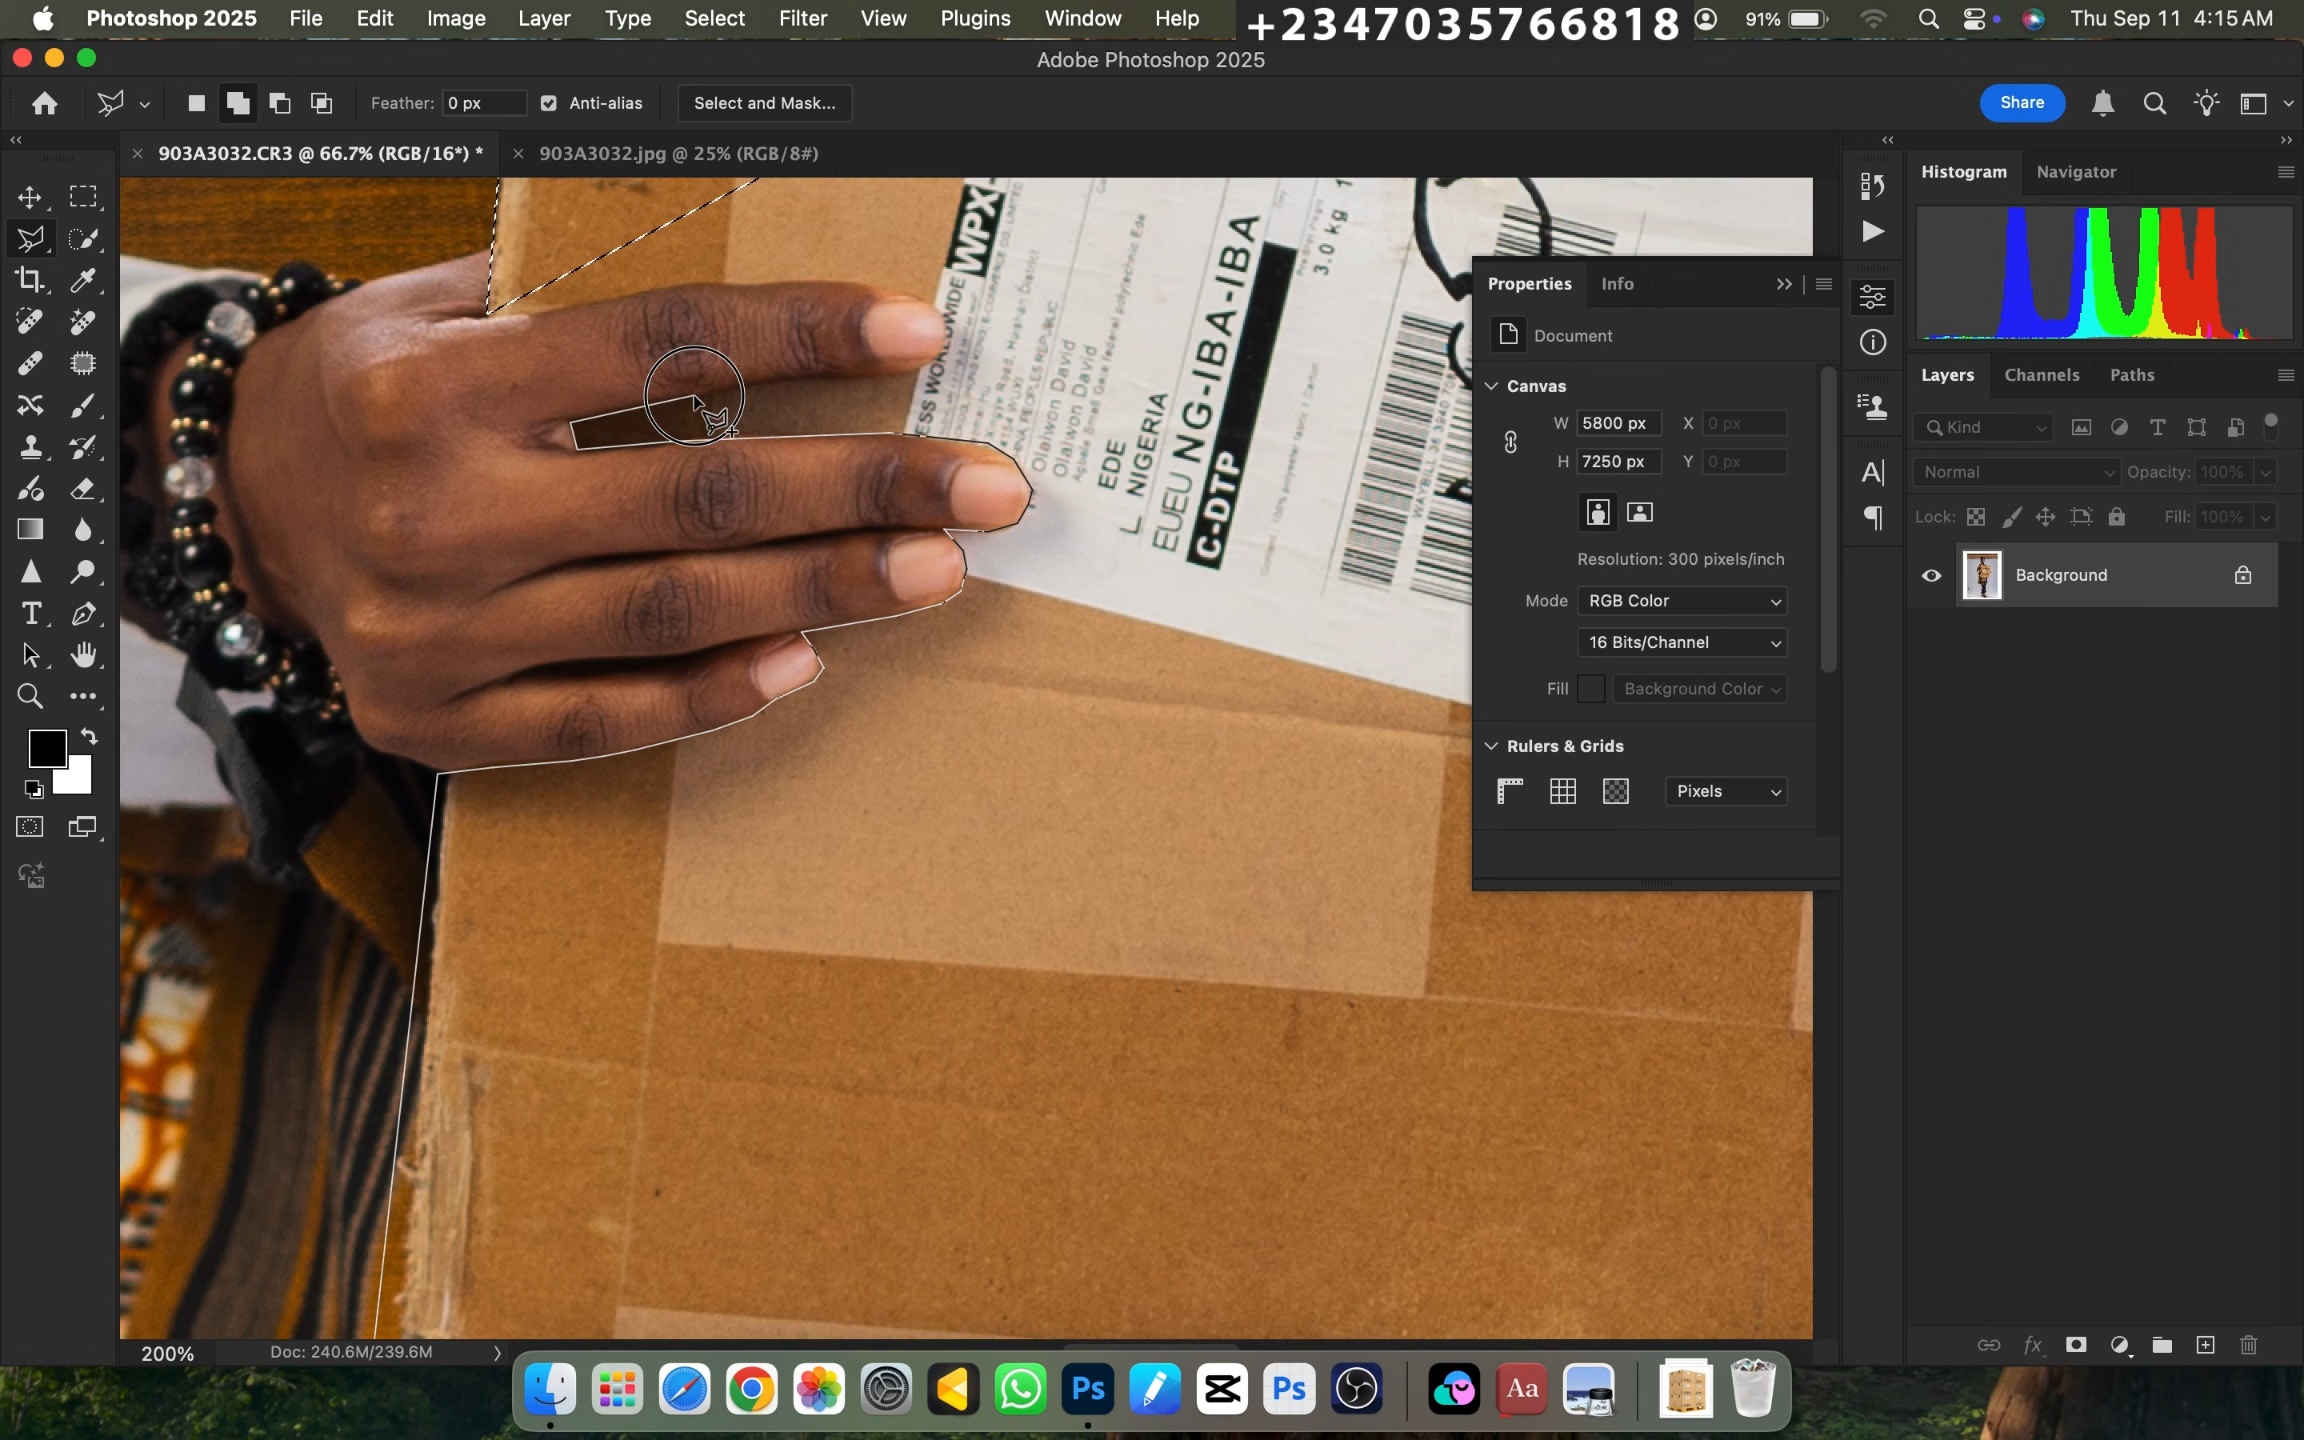 Photoshop 2025 File Edit Image Layer Type Select Filter View Plugins Window Help +2347035766818 91% Thu Sep 11 4:15 AM
Adobe Photoshop 2025
Feather: 0 px Anti-alias Select and Mask... Share
903A3032.CR3 @ 66.7% (RGB/16*) * 903A3032.jpg @ 25% (RGB/8#)
WPX
3.0 kg
Olaiwon David
Olaiwon David
EDE
NIGERIA
EUEU NG-IBA-IBA
C-DTP
Histogram Navigator
Properties Info
Document
Canvas
W 5800 px X 0 px
H 7250 px Y 0 px
Resolution: 300 pixels/inch
Mode RGB Color
16 Bits/Channel
Fill Background Color
Rulers & Grids
Pixels
Layers Channels Paths
Kind
Normal Opacity: 100%
Lock: Fill: 100%
Background
200% Doc: 240.6M/239.6M
Ps Ps Aa